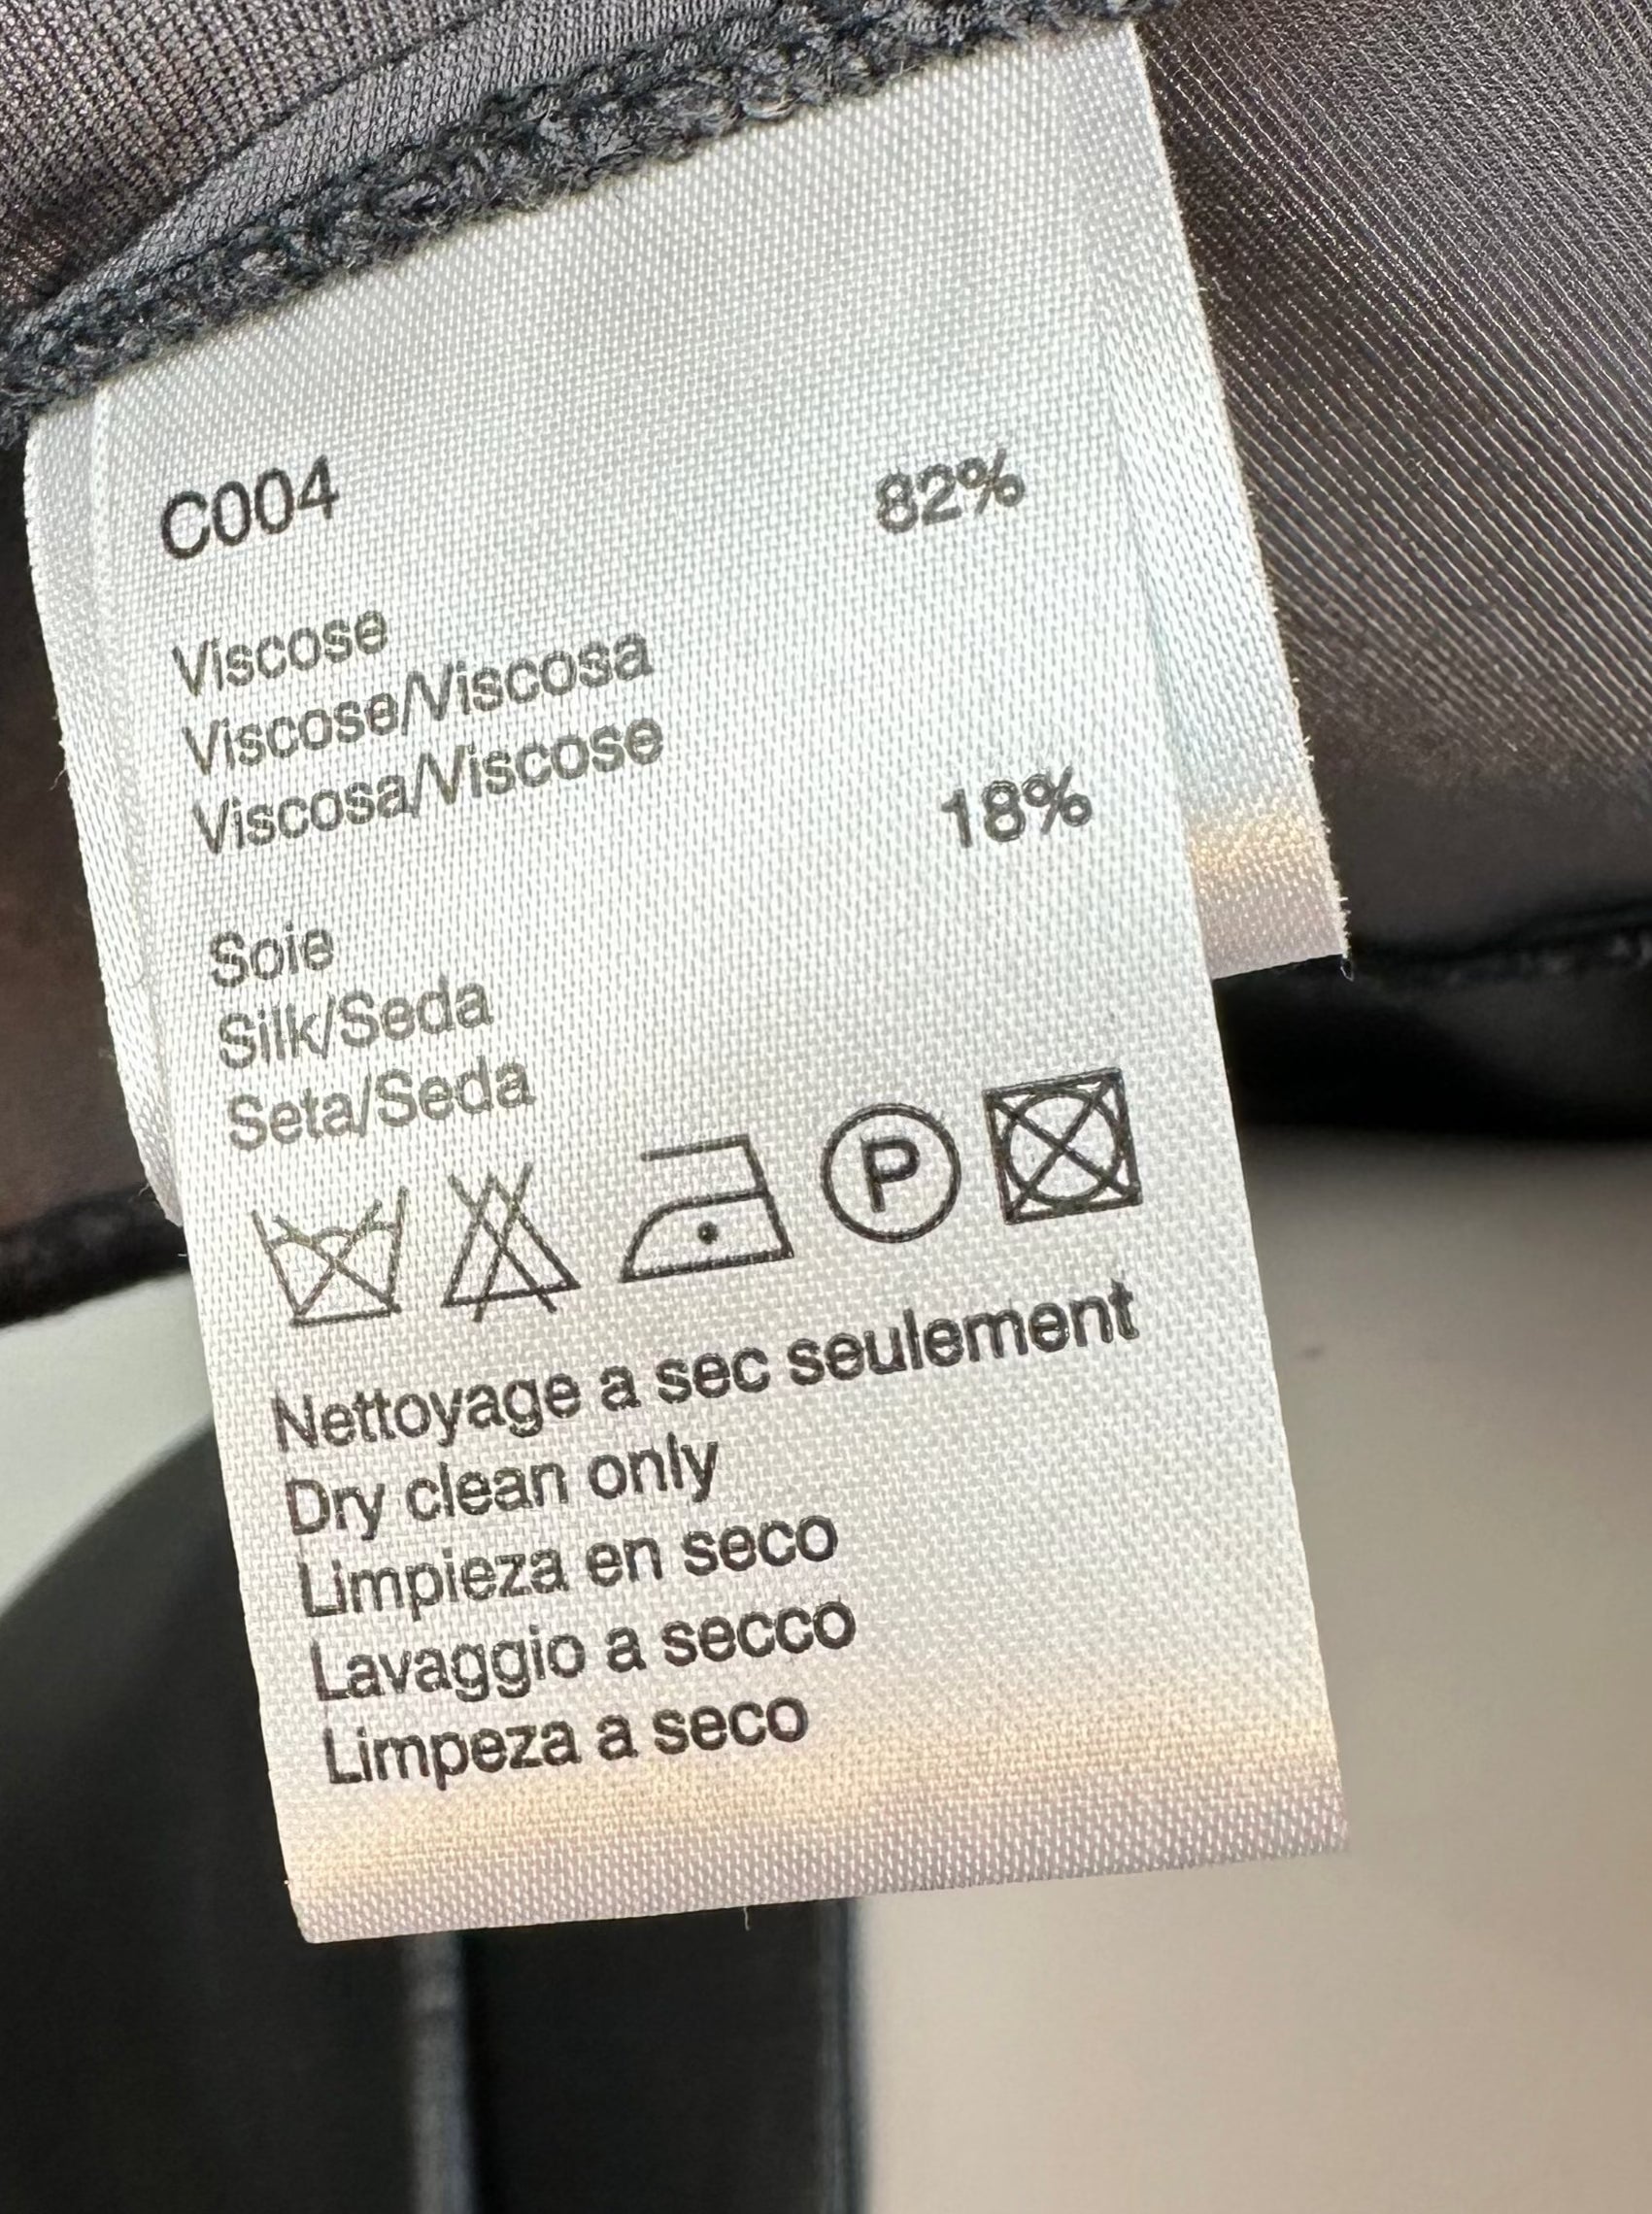 C004
82%
Viscose
Viscose/Viscosa
Viscosa/Viscose
18%
Soie
Silk/Seda
Seta/Seda
P
Nettoyage a sec seulement
Dry clean only
Limpieza en seco
Lavaggio a secco
Limpeza a seco